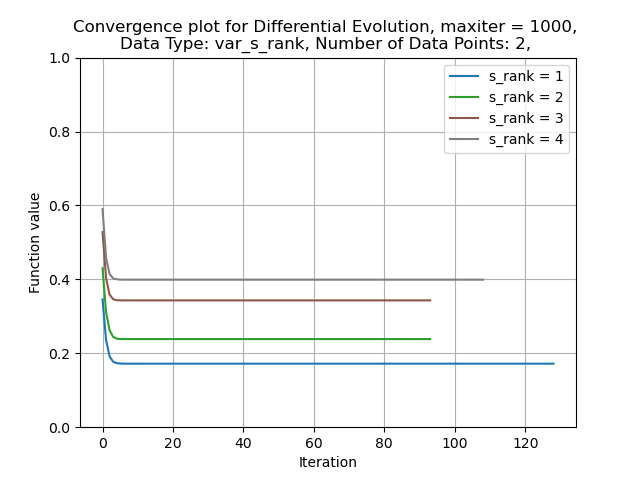 Convergence plot for Differential Evolution, maxiter = 1000,
Data Type: var_s_rank, Number of Data Points: 2,
1.0
0.8
0.6
0.4
0.2
0.0
Function value
s_rank = 1
s_rank = 2
s_rank = 3
s_rank = 4
0 20 40 60 80 100 120
Iteration